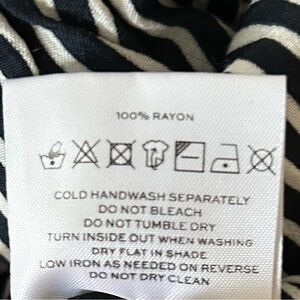 100% RAYON
COLD HANDWASH SEPARATELY
DO NOT BLEACH
DO NOT TUMBLE DRY
TURN INSIDE OUT WHEN WASHING
DRY FLAT IN SHADE
LOW IRON AS NEEDED ON REVERSE
DO NOT DRY CLEAN